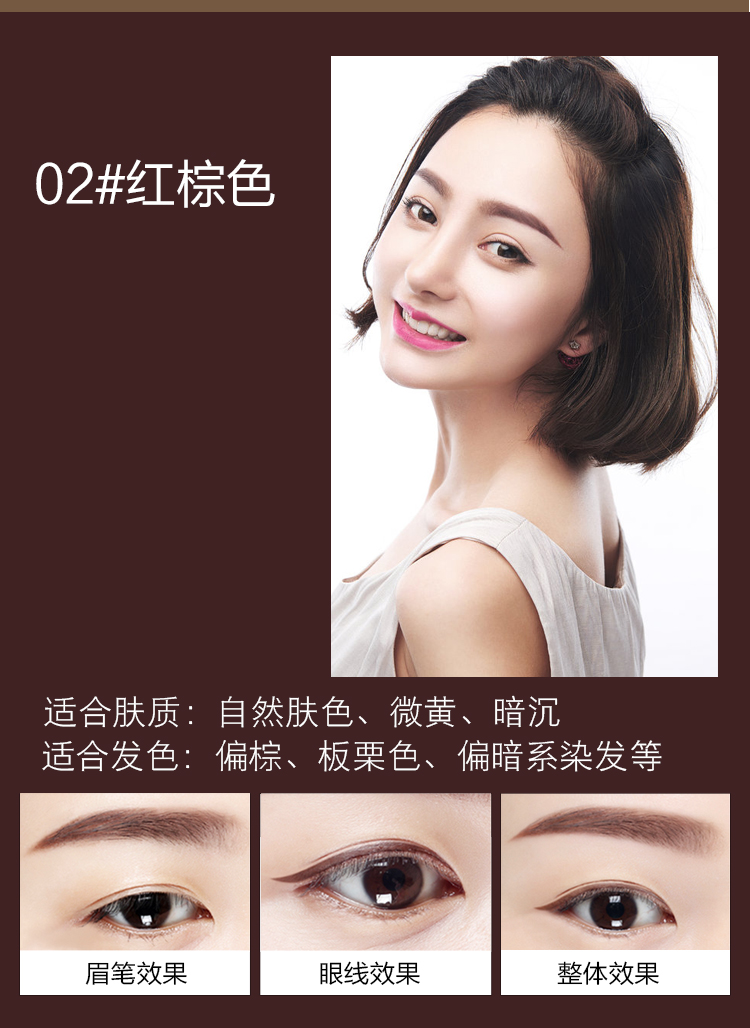 02#红棕色
适合肤质：自然肤色、微黄、暗沉
适合发色：偏棕、板栗色、偏暗系染发等
眉笔效果
眼线效果
整体效果